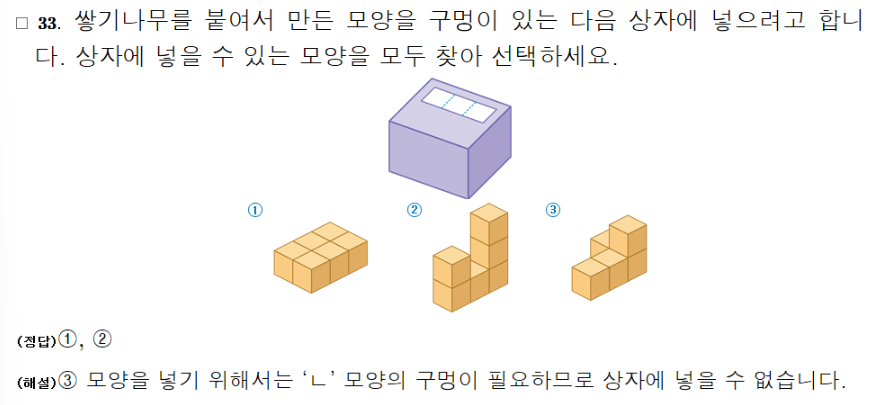 □ 33. 쌓기나무를 붙여서 만든 모양을 구멍이 있는 다음 상자에 넣으려고 합니
다. 상자에 넣을 수 있는 모양을 모두 찾아 선택하세요.
① ② ③
(정답)①, ②
(해설)③ 모양을 넣기 위해서는 ‘ㄴ’ 모양의 구멍이 필요하므로 상자에 넣을 수 없습니다.